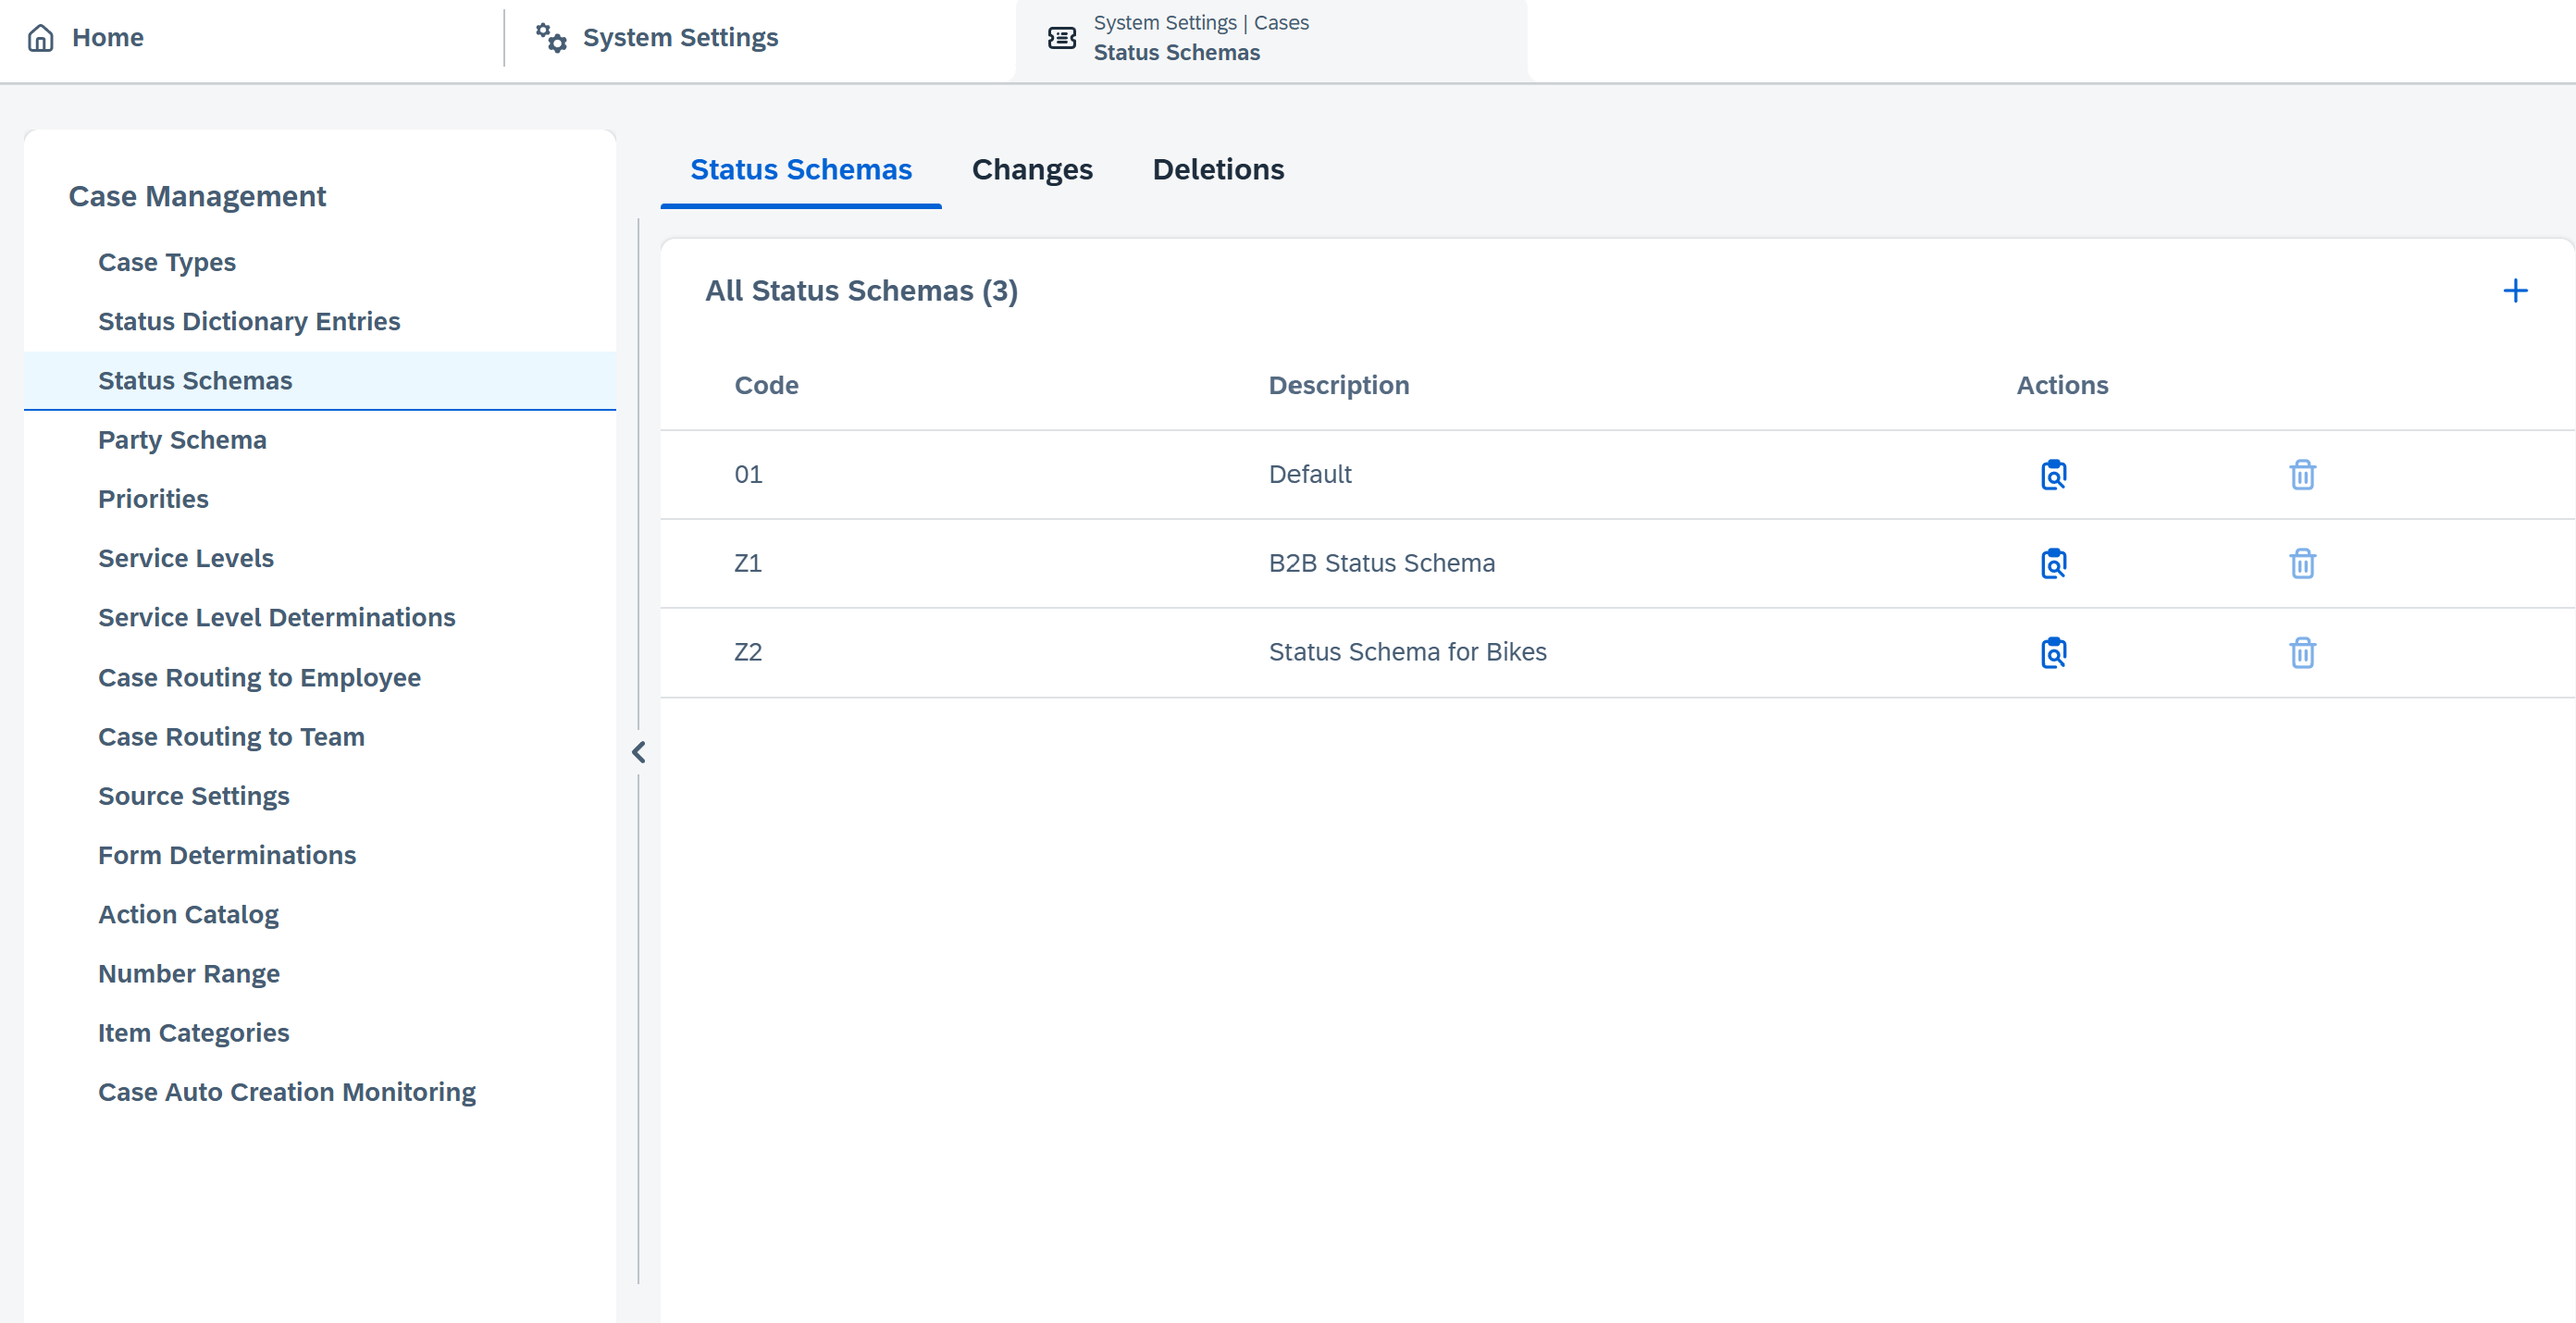 Home
System Settings
System Settings | Cases
Status Schemas
Case Management
Case Types
Status Dictionary Entries
Status Schemas
Party Schema
Priorities
Service Levels
Service Level Determinations
Case Routing to Employee
Case Routing to Team
Source Settings
Form Determinations
Action Catalog
Number Range
Item Categories
Case Auto Creation Monitoring
Status Schemas Changes Deletions
All Status Schemas (3)
Code Description Actions
01 Default
Z1 B2B Status Schema
Z2 Status Schema for Bikes